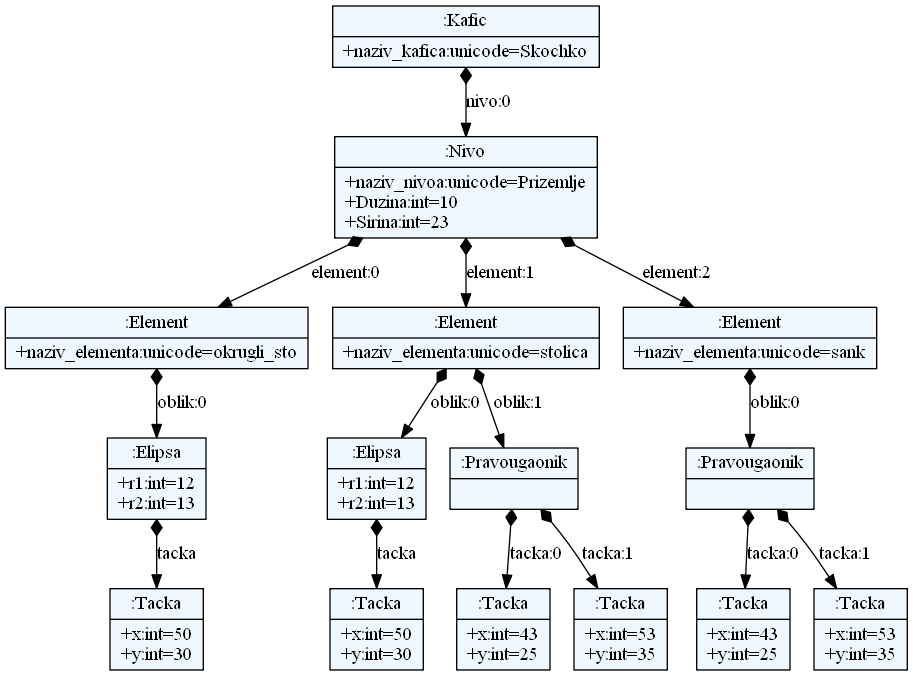 :Kafic
+naziv_kafica:unicode=Skochko
nivo:0
:Nivo
+naziv_nivoa:unicode=Prizemlje
+Duzina:int=10
+Sirina:int=23
element:0
element:1
element:2
:Element
+naziv_elementa:unicode=okrugli_sto
:Element
+naziv_elementa:unicode=stolica
:Element
+naziv_elementa:unicode=sank
oblik:0
oblik:0
oblik:1
oblik:0
:Elipsa
+r1:int=12
+r2:int=13
:Elipsa
+r1:int=12
+r2:int=13
:Pravougaonik
:Pravougaonik
tacka
tacka
tacka:0
tacka:1
tacka:0
tacka:1
:Tacka
+x:int=50
+y:int=30
:Tacka
+x:int=50
+y:int=30
:Tacka
+x:int=43
+y:int=25
:Tacka
+x:int=53
+y:int=35
:Tacka
+x:int=43
+y:int=25
:Tacka
+x:int=53
+y:int=35